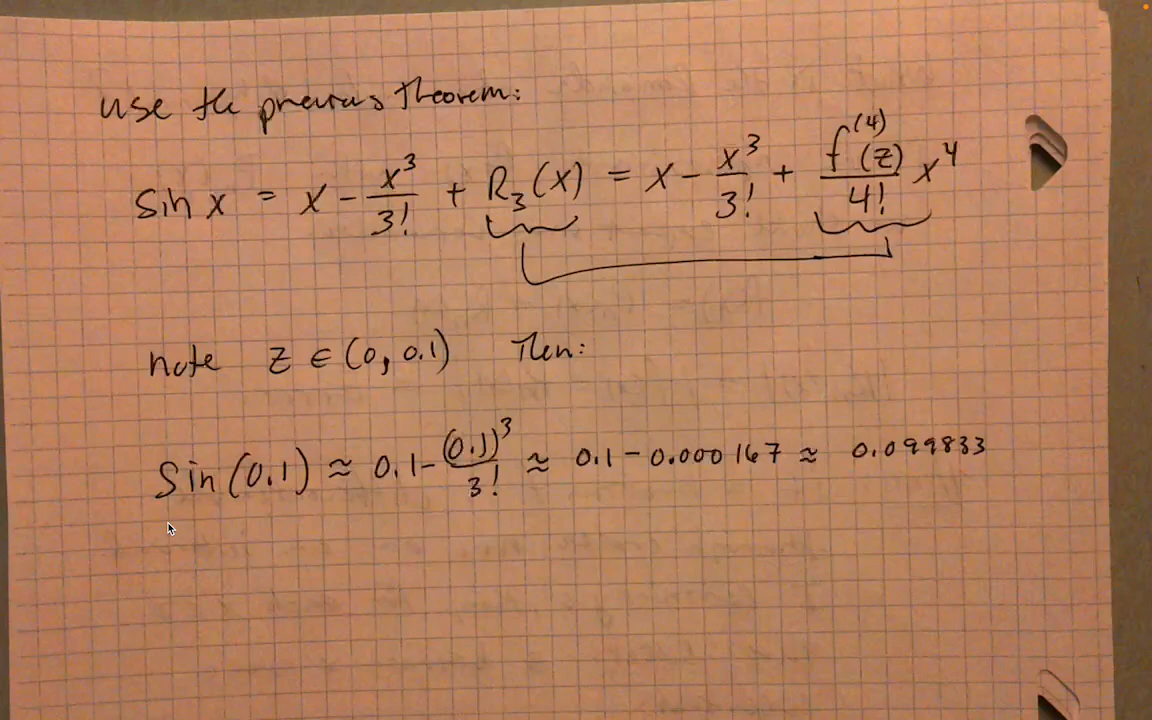 use the previous theorem:
sin x = x - x³/3! + R₃(x) = x - x³/3! + f⁽⁴⁾(z)/4! x⁴
note z ∈ (0, 0.1) Then:
Sin(0.1) ≈ 0.1 - (0.1)³/3! ≈ 0.1 - 0.000167 ≈ 0.099833